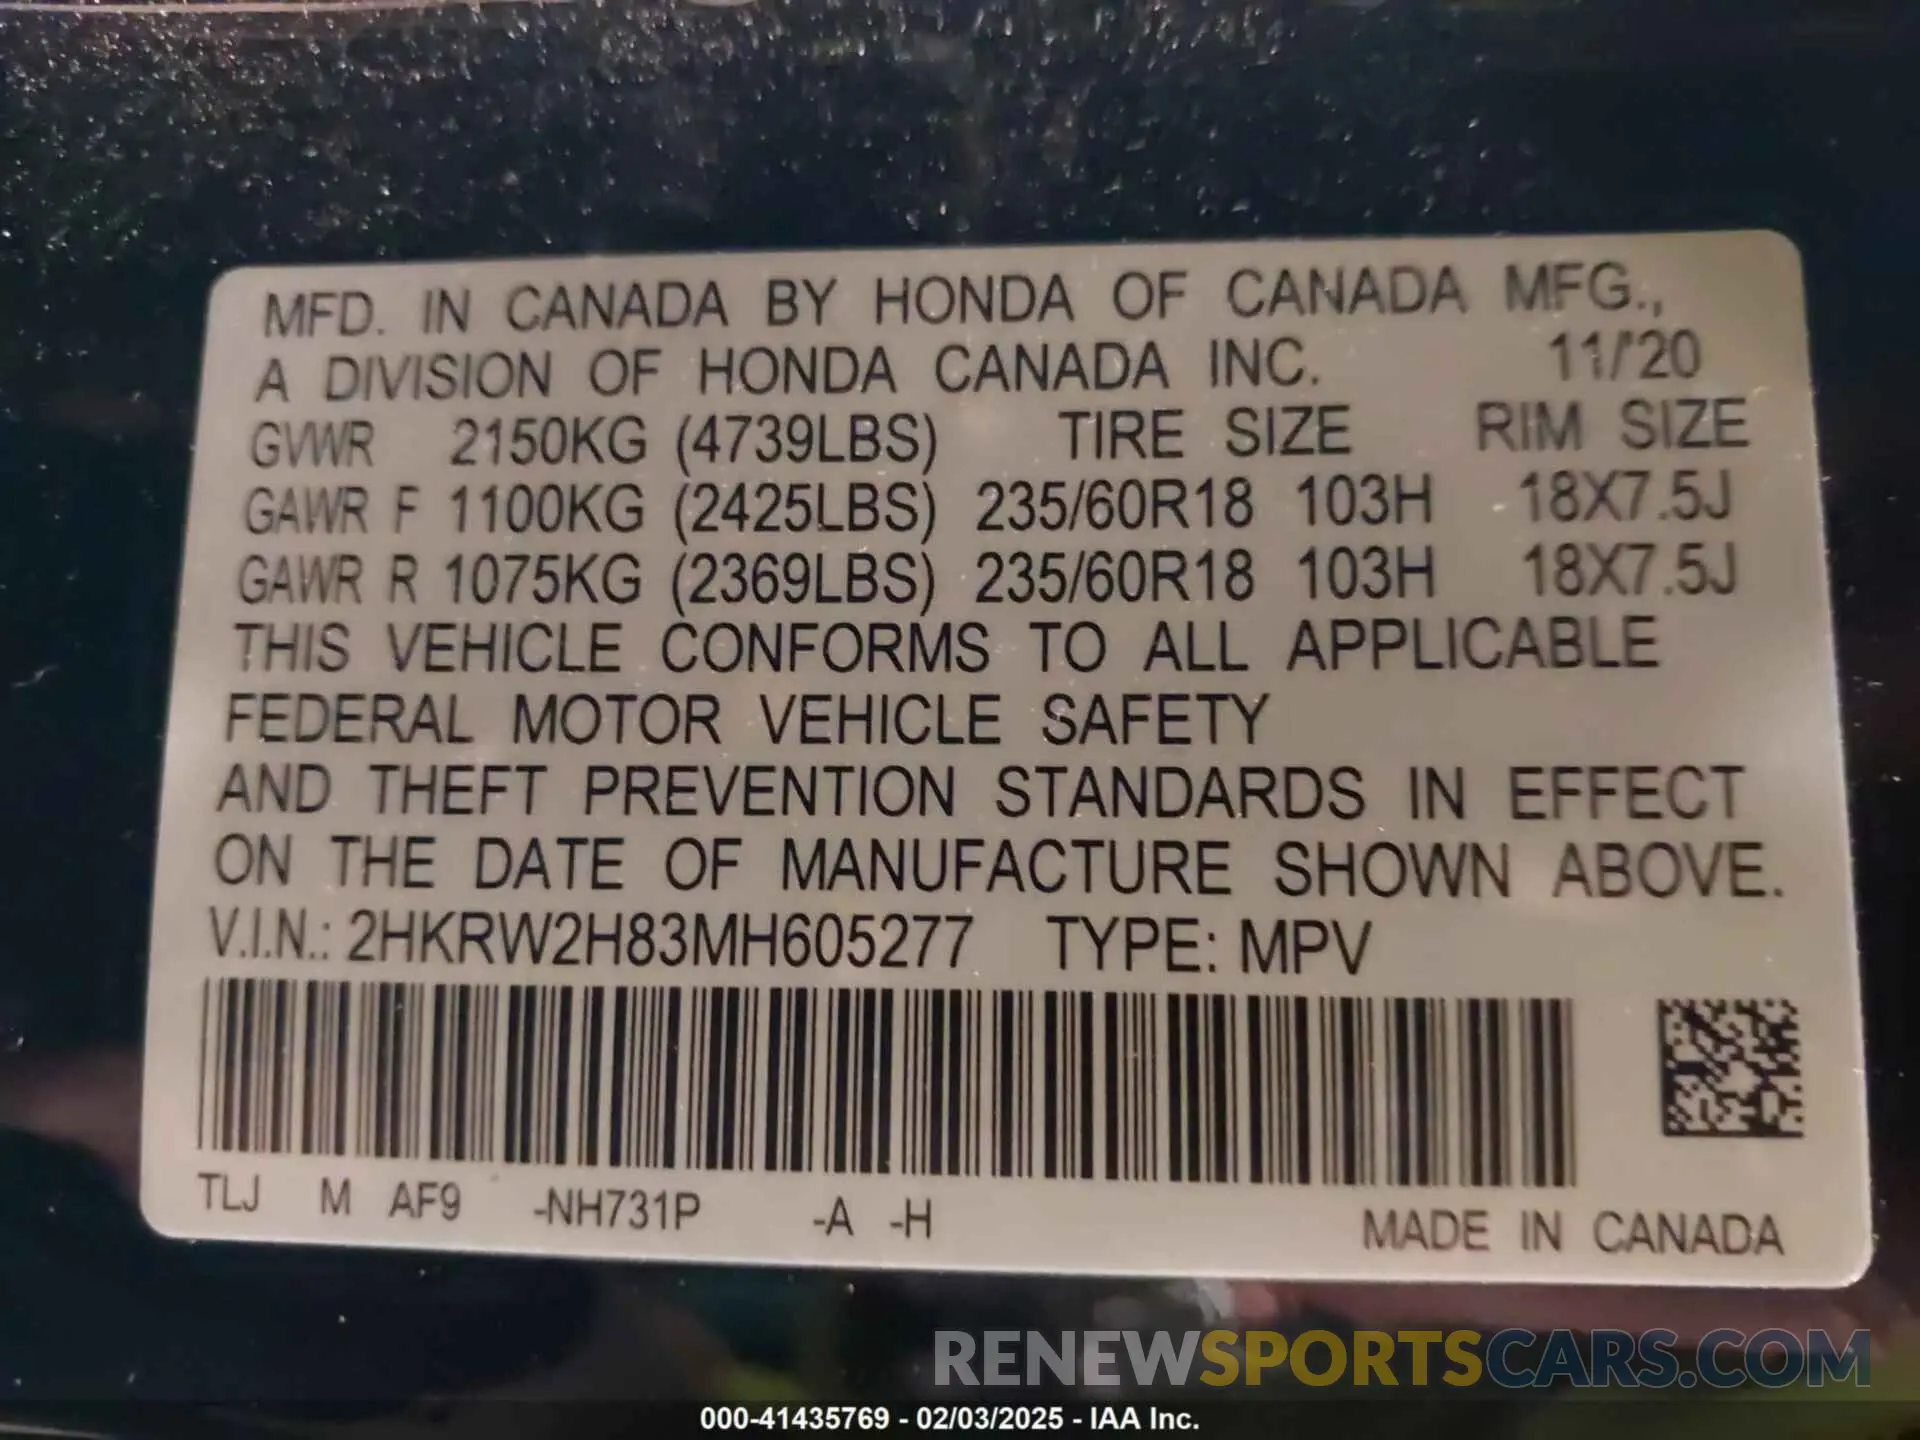 MFD. IN CANADA BY HONDA OF CANADA MFG.,
A DIVISION OF HONDA CANADA INC. 11/'20
GVWR 2150KG (4739LBS) TIRE SIZE RIM SIZE
GAWR F 1100KG (2425LBS) 235/60R18 103H 18X7.5J
GAWR R 1075KG (2369LBS) 235/60R18 103H 18X7.5J
THIS VEHICLE CONFORMS TO ALL APPLICABLE
FEDERAL MOTOR VEHICLE SAFETY
AND THEFT PREVENTION STANDARDS IN EFFECT
ON THE DATE OF MANUFACTURE SHOWN ABOVE.
V.I.N.: 2HKRW2H83MH605277 TYPE: MPV
TLJ M AF9 -NH731P -A -H MADE IN CANADA
RENEWSPORTSCARS.COM
000-41435769 - 02/03/2025 - IAA Inc.